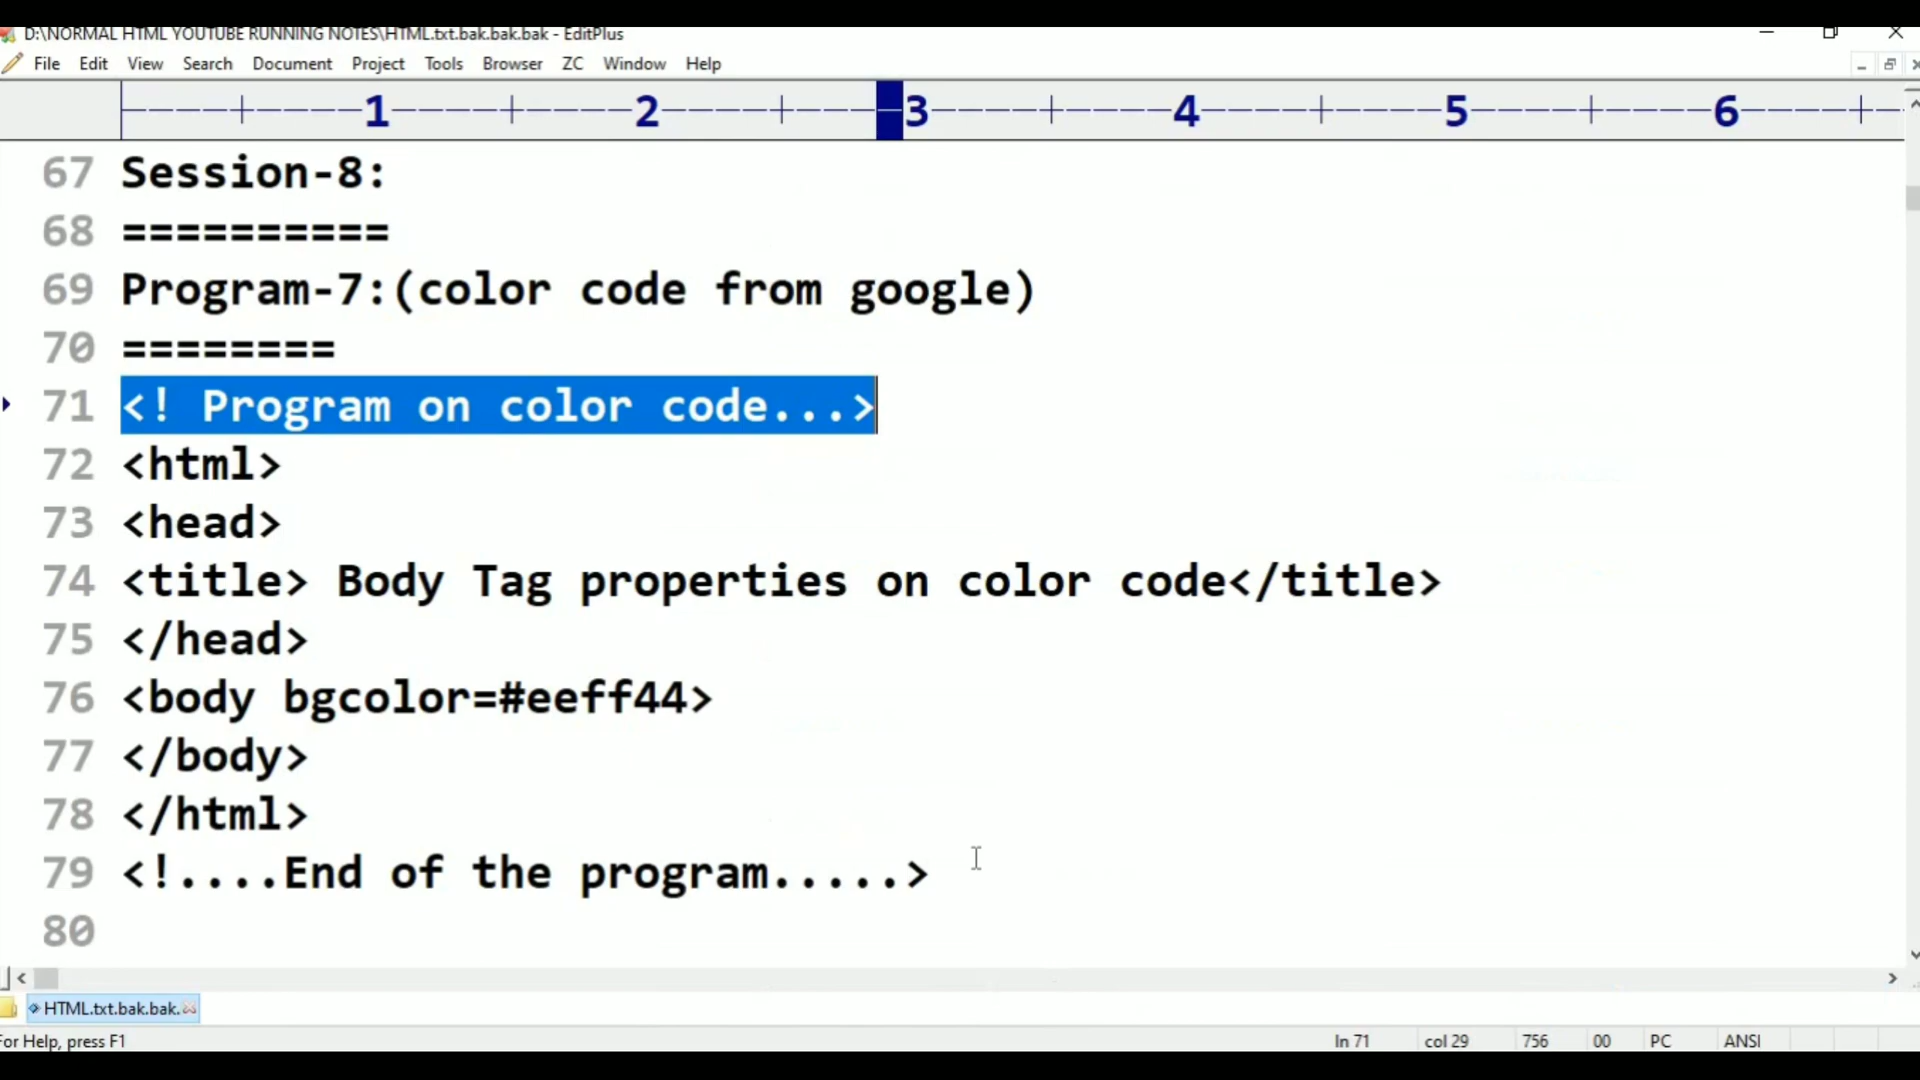 D:\NORMAL HTML YOUTUBE RUNNING NOTES\HTML.txt.bak.bak.bak - EditPlus
File Edit View Search Document Project Tools Browser ZC Window Help
----+----1----+----2----+----3----+----4----+----5----+----6----+--
67 Session-8:
68 ==========
69 Program-7:(color code from google)
70 ========
71 <! Program on color code...>
72 <html>
73 <head>
74 <title> Body Tag properties on color code</title>
75 </head>
76 <body bgcolor=#eeff44>
77 </body>
78 </html>
79 <!....End of the program.....>
80
HTML.txt.bak.bak.
For Help, press F1 ln 71 col 29 756 00 PC ANSI